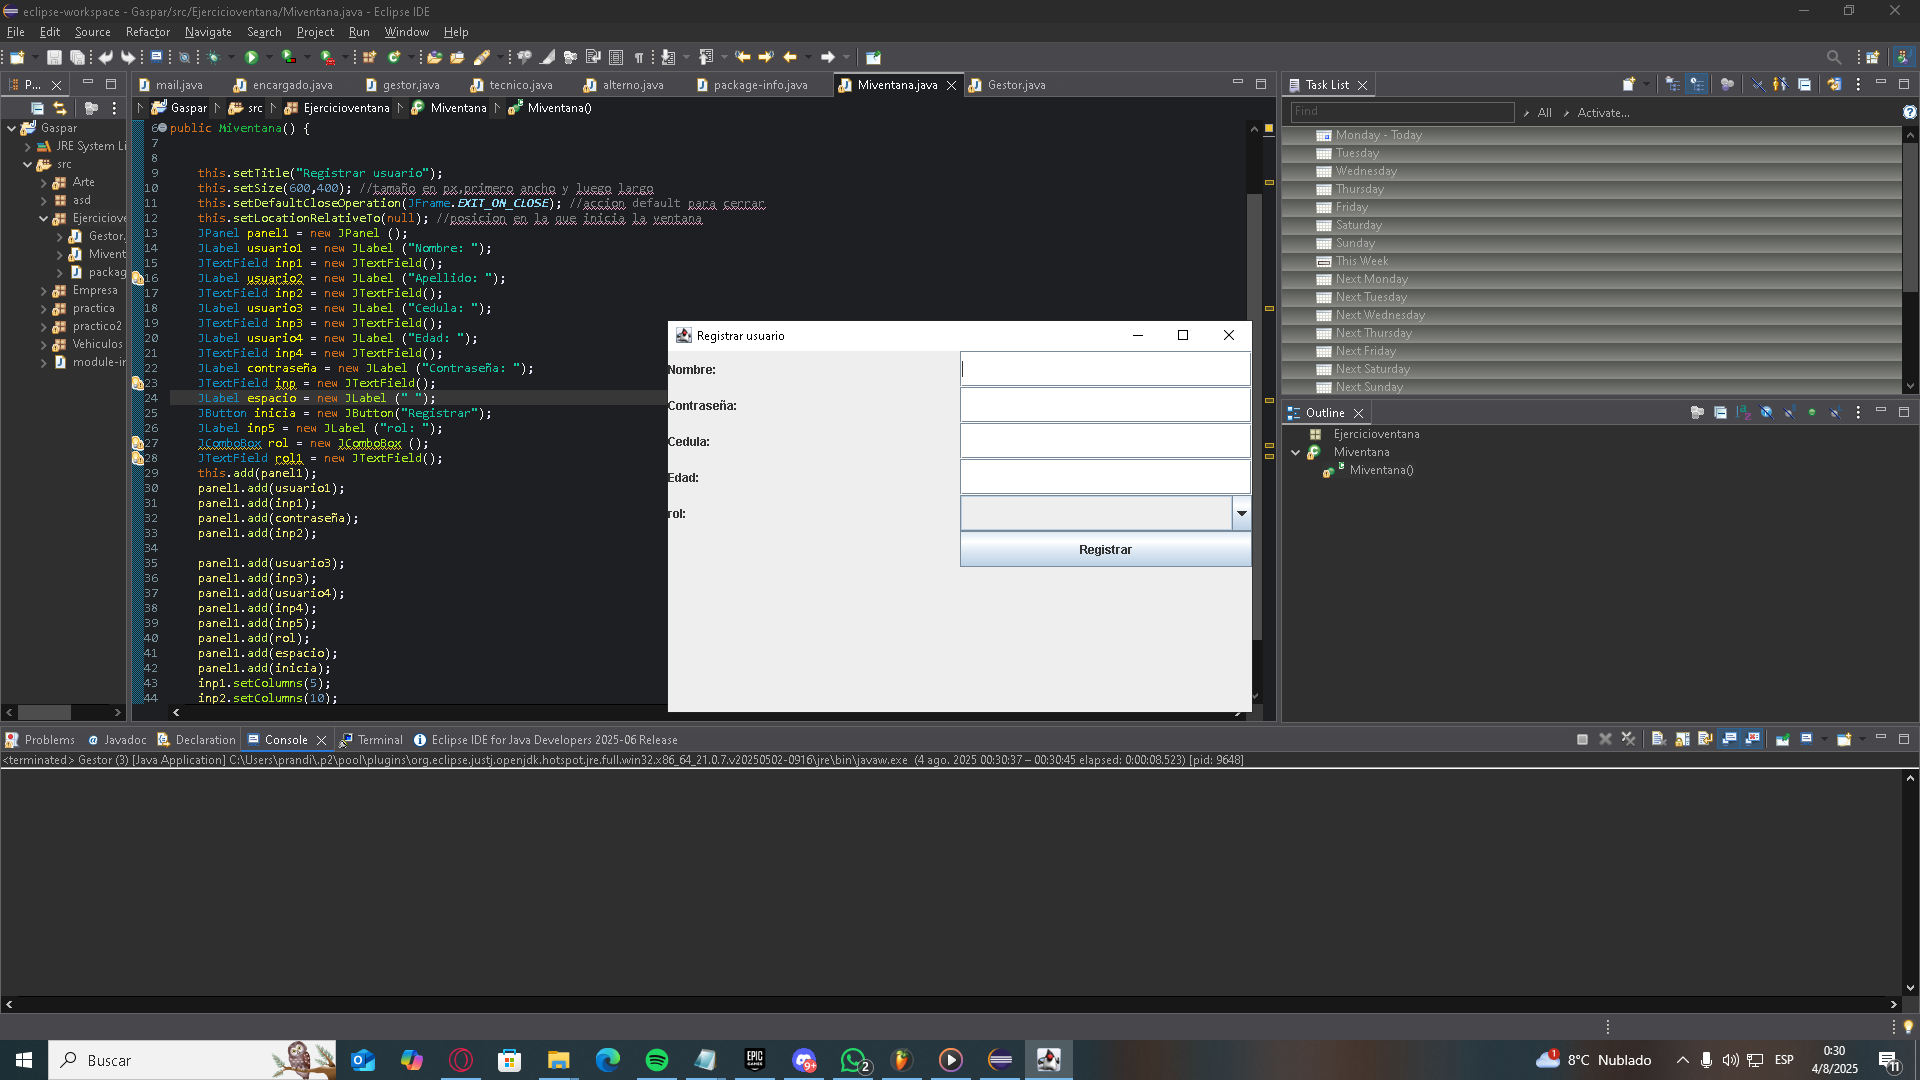 eclipse-workspace - Gaspar/src/Ejercicioventana/Miventana.java - Eclipse IDE
File Edit Source Refactor Navigate Search Project Run Window Help
P...
mail.java encargado.java gestor.java tecnico.java alterno.java package-info.java Miventana.java Gestor.java
Gaspar src Ejercicioventana Miventana Miventana()
Gaspar
JRE System Li
src
Arte
asd
Ejerciciove
Gestor.
Mivent
packag
Empresa
practica
practico2
Vehiculos
module-in
6 public Miventana() {
7
8
9 this.setTitle("Registrar usuario");
10 this.setSize(600,400); //tamaño en px,primero ancho y luego largo
11 this.setDefaultCloseOperation(JFrame.EXIT_ON_CLOSE); //accion default para cerrar
12 this.setLocationRelativeTo(null); //posicion en la que inicia la ventana
13 JPanel panel1 = new JPanel ();
14 JLabel usuario1 = new JLabel ("Nombre: ");
15 JTextField inp1 = new JTextField();
16 JLabel usuario2 = new JLabel ("Apellido: ");
17 JTextField inp2 = new JTextField();
18 JLabel usuario3 = new JLabel ("Cedula: ");
19 JTextField inp3 = new JTextField();
20 JLabel usuario4 = new JLabel ("Edad: ");
21 JTextField inp4 = new JTextField();
22 JLabel contraseña = new JLabel ("Contraseña: ");
23 JTextField inp = new JTextField();
24 JLabel espacio = new JLabel (" ");
25 JButton inicia = new JButton("Registrar");
26 JLabel inp5 = new JLabel ("rol: ");
27 JComboBox rol = new JComboBox ();
28 JTextField rol1 = new JTextField();
29 this.add(panel1);
30 panel1.add(usuario1);
31 panel1.add(inp1);
32 panel1.add(contraseña);
33 panel1.add(inp2);
34
35 panel1.add(usuario3);
36 panel1.add(inp3);
37 panel1.add(usuario4);
38 panel1.add(inp4);
39 panel1.add(inp5);
40 panel1.add(rol);
41 panel1.add(espacio);
42 panel1.add(inicia);
43 inp1.setColumns(5);
44 inp2.setColumns(10);
Registrar usuario
Nombre:
Contraseña:
Cedula:
Edad:
rol:
Registrar
Task List
Find All Activate...
Monday - Today
Tuesday
Wednesday
Thursday
Friday
Saturday
Sunday
This Week
Next Monday
Next Tuesday
Next Wednesday
Next Thursday
Next Friday
Next Saturday
Next Sunday
Outline
Ejercicioventana
Miventana
Miventana()
Problems Javadoc Declaration Console Terminal Eclipse IDE for Java Developers 2025-06 Release
<terminated> Gestor (3) [Java Application] C:\Users\prandi\.p2\pool\plugins\org.eclipse.justj.openjdk.hotspot.jre.full.win32.x86_64_21.0.7.v20250502-0916\jre\bin\javaw.exe (4 ago. 2025 00:30:37 – 00:30:45 elapsed: 0:00:08.523) [pid: 9648]
Buscar
EPIC GAMES
9+
2
1
8°C Nublado
ESP
0:30
4/8/2025
11